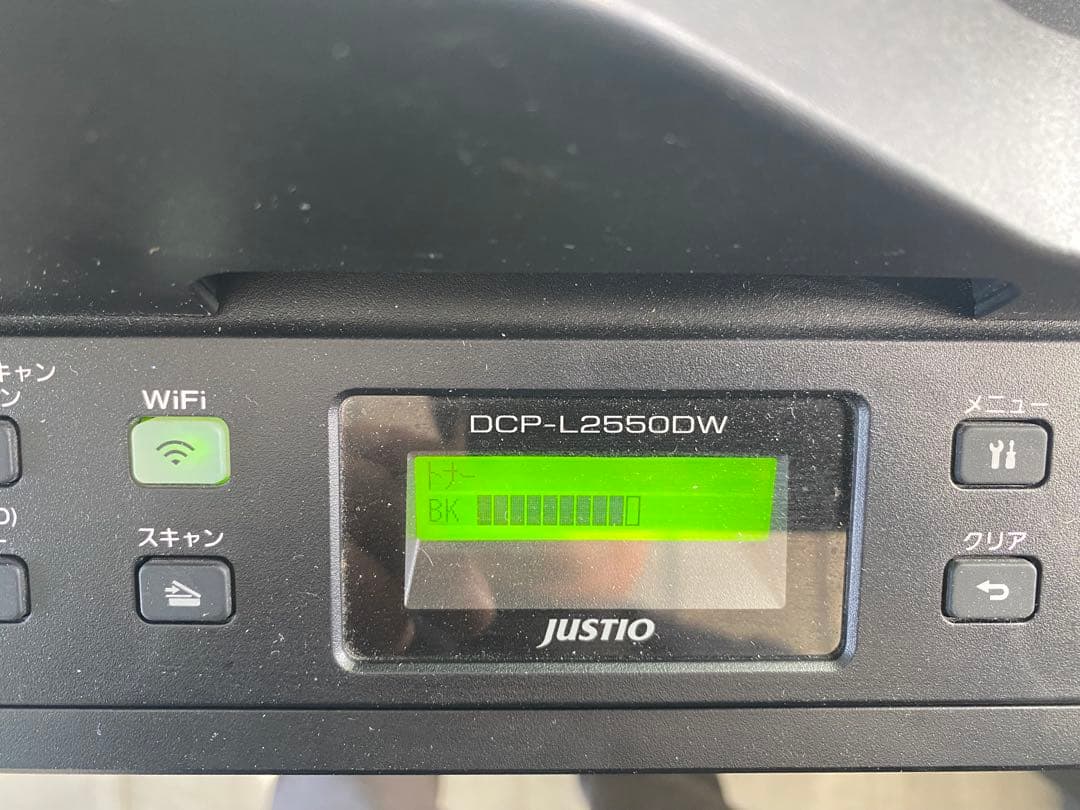 キャン
ン
WiFi
DCP-L2550DW
メニュー
トナー
BK
D)
ー
スキャン
クリア
JUSTIO